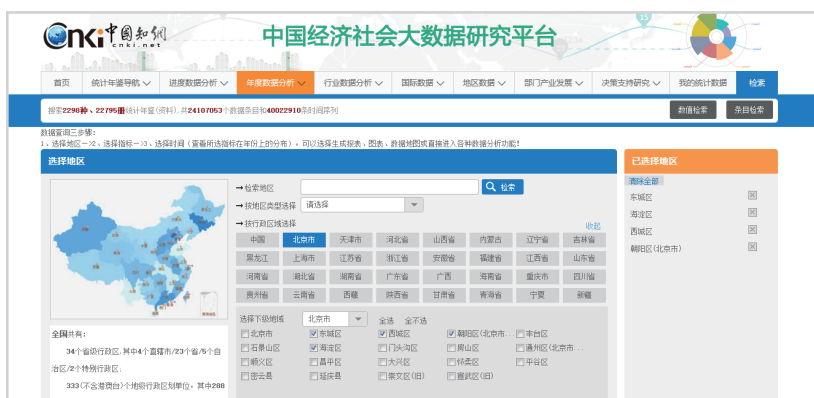 Cnki 中国知网
cnki.net
中国经济社会大数据研究平台
首页 统计年鉴导航 进度数据分析 年度数据分析 行业数据分析 国际数据 地区数据 部门产业发展 决策支持研究 我的统计数据 检索
搜索2298种、22795册统计年鉴(资料),共24107053个数据条目和40022910条时间序列 数值检索 条目检索
数据查询三步骤:
1、选择地区->2、选择指标->3、选择时间(查看所选指标在年份上的分布),可以选择生成报表、图表、数据地图或直接进入各种数据分析功能!
选择地区 已选择地区
清除全部
→检索地区 检索
东城区
→按地区类型选择 请选择
海淀区
→按行政区域选择 收起
西城区
中国 北京市 天津市 河北省 山西省 内蒙古 辽宁省 吉林省
朝阳区(北京市)
黑龙江 上海市 江苏省 浙江省 安徽省 福建省 江西省 山东省
河南省 湖北省 湖南省 广东省 广西 海南省 重庆市 四川省
贵州省 云南省 西藏 陕西省 甘肃省 青海省 宁夏 新疆
选择下级地域 北京市 全选 全不选
北京市 东城区 西城区 朝阳区(北京市... 丰台区
石景山区 海淀区 门头沟区 房山区 通州区(北京市...
顺义区 昌平区 大兴区 怀柔区 平谷区
密云县 延庆县 崇文区(旧) 宣武区(旧)
全国共有:
34个省级行政区,其中4个直辖市/23个省/5个自
治区/2个特别行政区;
333(不含港澳台)个地级行政区划单位,其中288